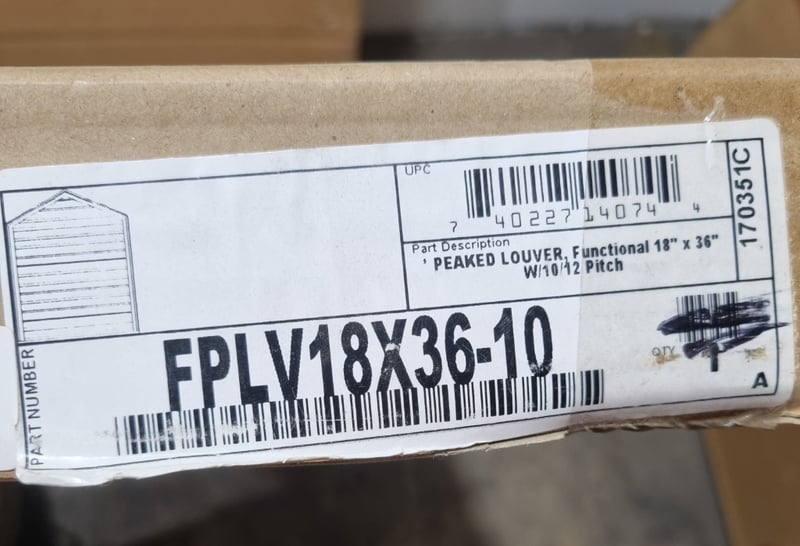 UPC
7 40227 14074 4
170351C
Part Description
' PEAKED LOUVER, Functional 18" x 36"
W/10/12 Pitch
PART NUMBER
FPLV18X36-10
QTY
1
A